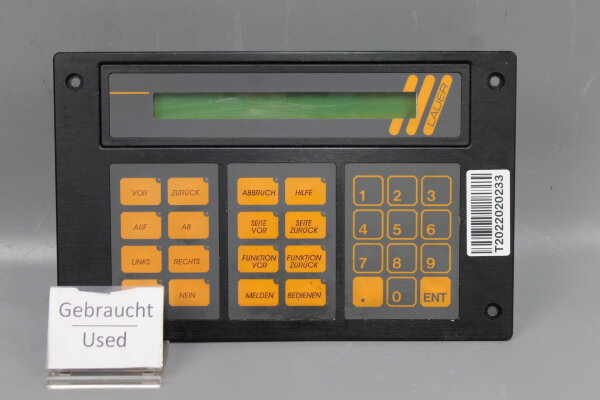 LAUER
VOR ZURÜCK
AUF AB
LINKS RECHTS
NEIN
ABBRUCH HILFE
SEITE VOR SEITE ZURÜCK
FUNKTION VOR FUNKTION ZURÜCK
MELDEN BEDIENEN
1 2 3
4 5 6
7 8 9
. 0 ENT
T2022020233
Gebraucht
Used